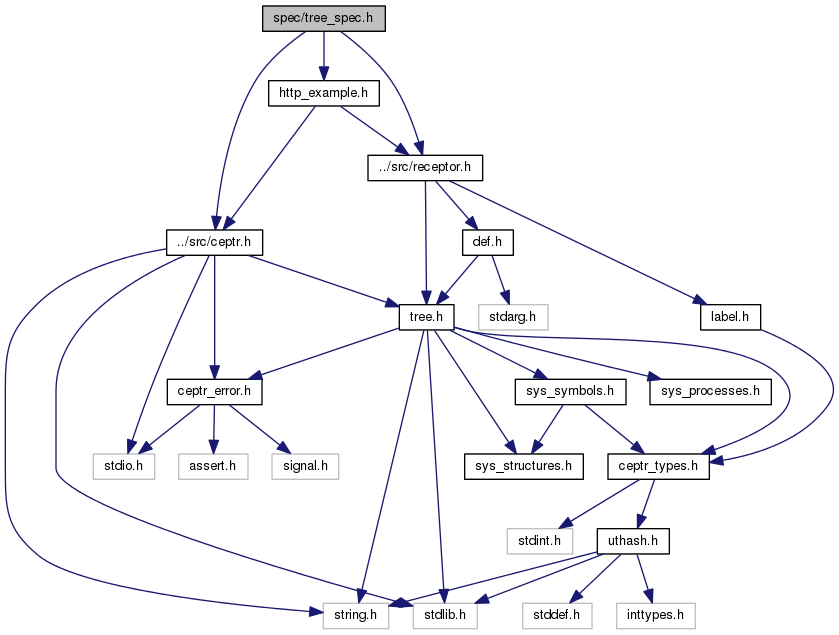 spec/tree_spec.h
http_example.h
../src/receptor.h
../src/ceptr.h
def.h
tree.h
stdarg.h
label.h
ceptr_error.h
sys_symbols.h
sys_processes.h
stdio.h
assert.h
signal.h
sys_structures.h
ceptr_types.h
stdint.h
uthash.h
string.h
stdlib.h
stddef.h
inttypes.h